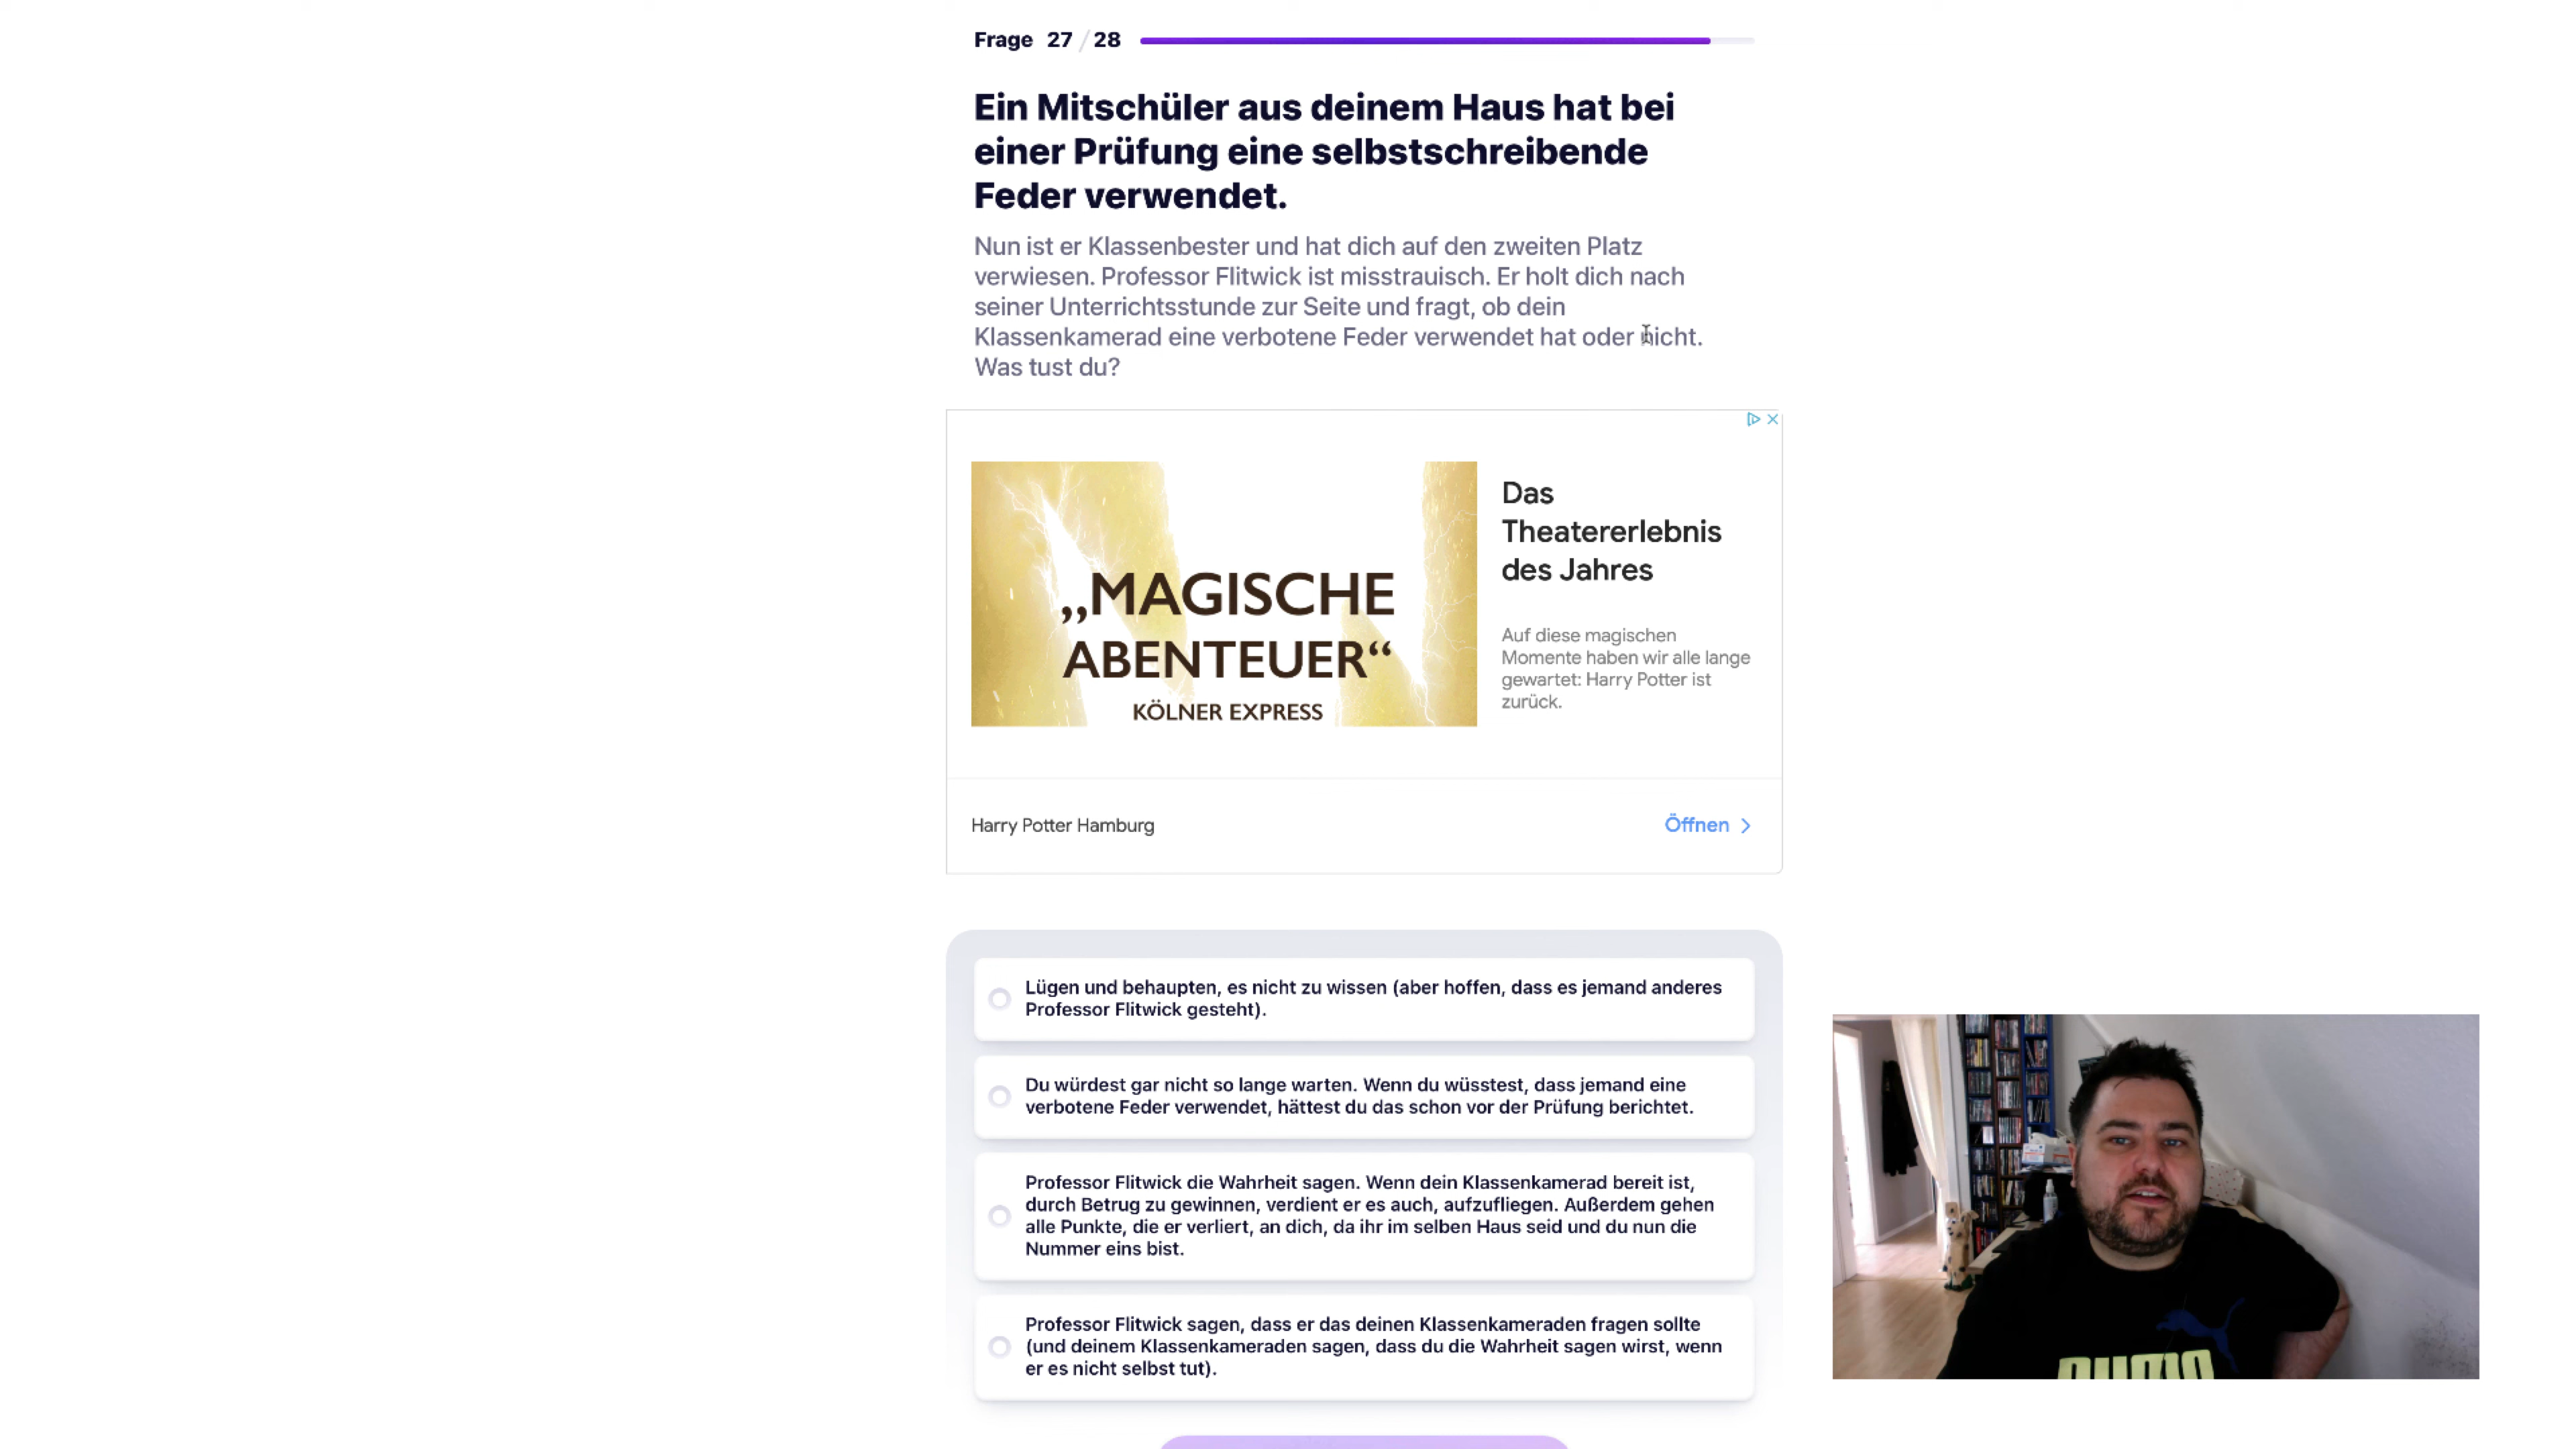 Frage 27 / 28
Ein Mitschüler aus deinem Haus hat bei
einer Prüfung eine selbstschreibende
Feder verwendet.
Nun ist er Klassenbester und hat dich auf den zweiten Platz
verwiesen. Professor Flitwick ist misstrauisch. Er holt dich nach
seiner Unterrichtsstunde zur Seite und fragt, ob dein
Klassenkamerad eine verbotene Feder verwendet hat oder nicht.
Was tust du?
„MAGISCHE
ABENTEUER“
KÖLNER EXPRESS
Das
Theatererlebnis
des Jahres
Auf diese magischen
Momente haben wir alle lange
gewartet: Harry Potter ist
zurück.
Harry Potter Hamburg
Öffnen
Lügen und behaupten, es nicht zu wissen (aber hoffen, dass es jemand anderes
Professor Flitwick gesteht).
Du würdest gar nicht so lange warten. Wenn du wüsstest, dass jemand eine
verbotene Feder verwendet, hättest du das schon vor der Prüfung berichtet.
Professor Flitwick die Wahrheit sagen. Wenn dein Klassenkamerad bereit ist,
durch Betrug zu gewinnen, verdient er es auch, aufzufliegen. Außerdem gehen
alle Punkte, die er verliert, an dich, da ihr im selben Haus seid und du nun die
Nummer eins bist.
Professor Flitwick sagen, dass er das deinen Klassenkameraden fragen sollte
(und deinem Klassenkameraden sagen, dass du die Wahrheit sagen wirst, wenn
er es nicht selbst tut).